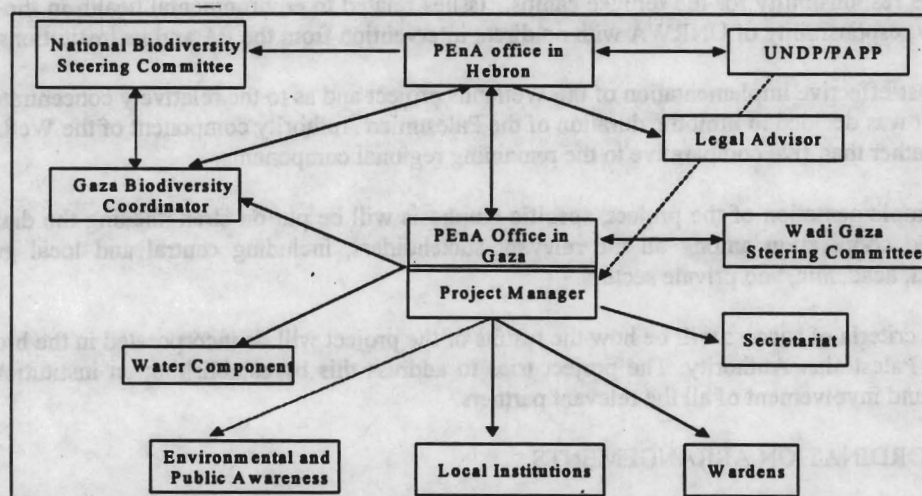 National Biodiversity
Steering Committee
PEnA office in
Hebron
UNDP/PAPP
Legal Advisor
Gaza Biodiversity
Coordinator
PEnA Office in
Gaza
Project Manager
Wadi Gaza
Steering Committee
Secretariat
Water Component
Environmental and
Public Awareness
Local Institutions
Wardens